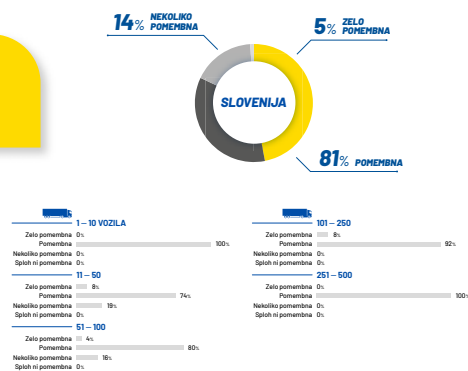 14% NEKOLIKO
POMEMBNA
5% ZELO
POMEMBNA
SLOVENIJA
81% POMEMBNA
1 – 10 VOZILA
Zelo pomembna 0%
Pomembna 100%
Nekoliko pomembna 0%
Sploh ni pomembna 0%
11 – 50
Zelo pomembna 8%
Pomembna 74%
Nekoliko pomembna 19%
Sploh ni pomembna 0%
51 – 100
Zelo pomembna 4%
Pomembna 80%
Nekoliko pomembna 16%
Sploh ni pomembna 0%
101 – 250
Zelo pomembna 8%
Pomembna 92%
Nekoliko pomembna 0%
Sploh ni pomembna 0%
251 – 500
Zelo pomembna 0%
Pomembna 100%
Nekoliko pomembna 0%
Sploh ni pomembna 0%